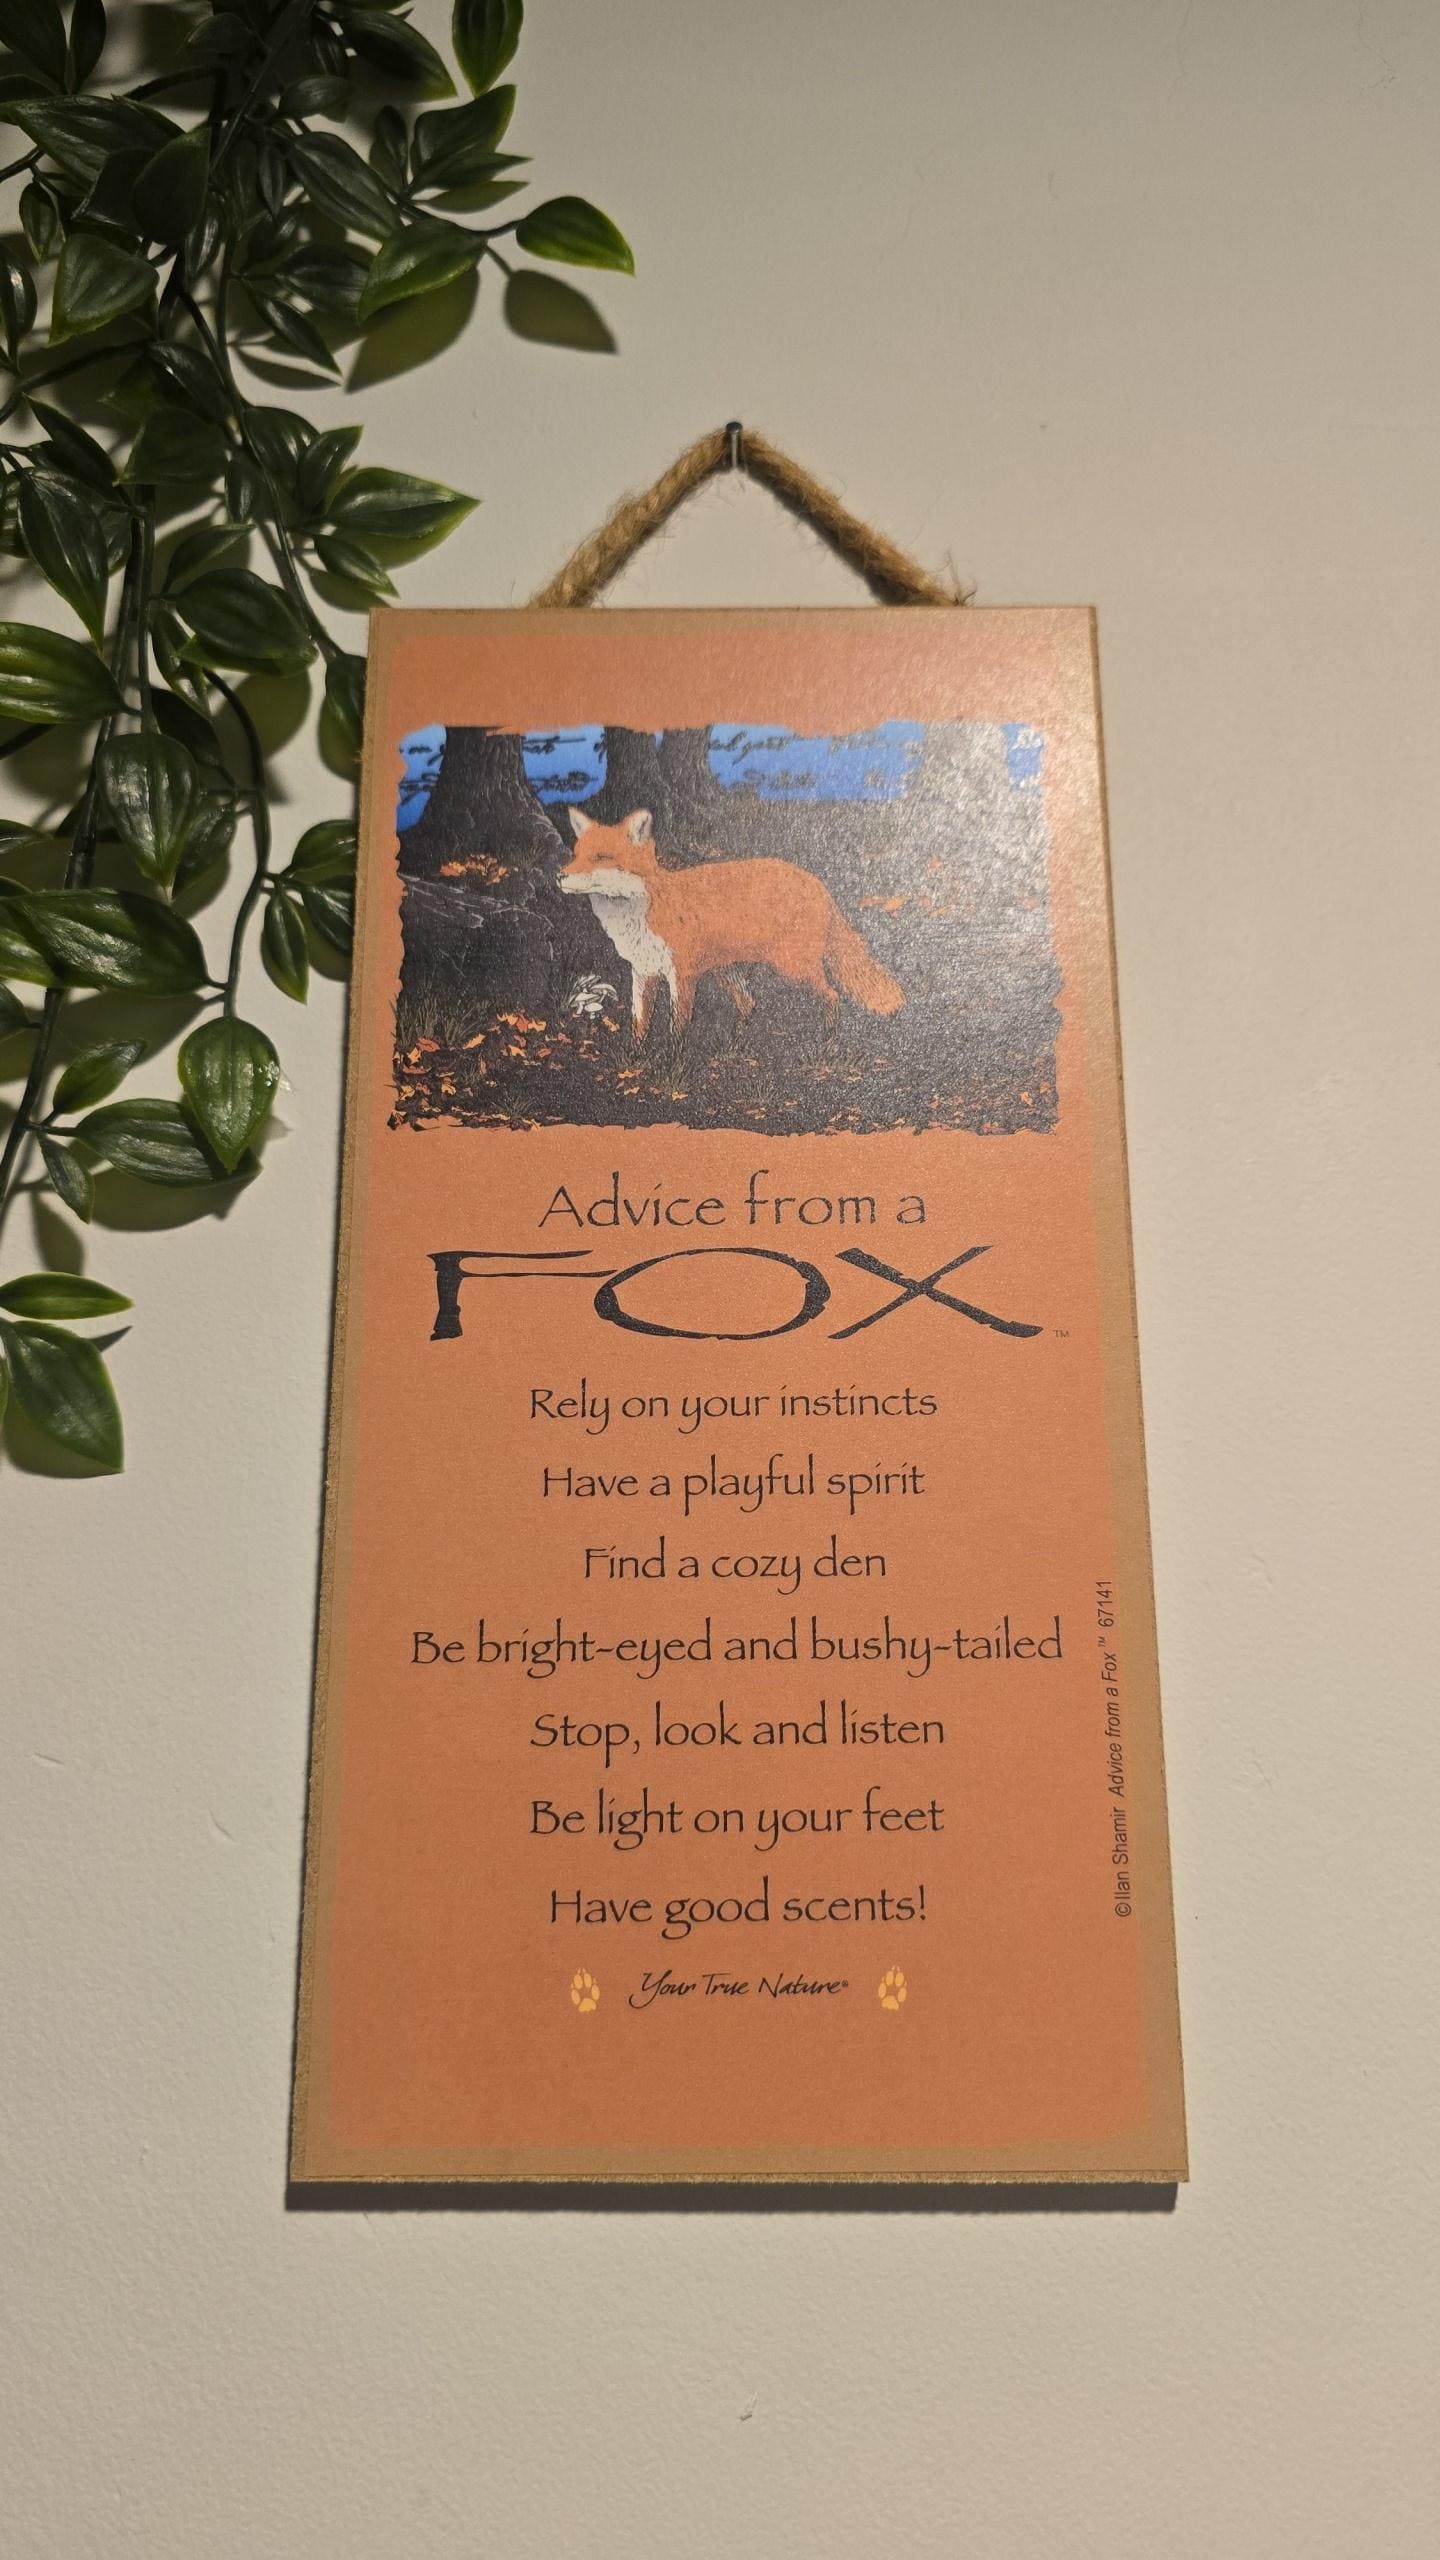 Advice from a
FOX™
Rely on your instincts
Have a playful spirit
Find a cozy den
Be bright-eyed and bushy-tailed
Stop, look and listen
Be light on your feet
Have good scents!
Your True Nature®
©Ilan Shamir Advice from a Fox™ 67141